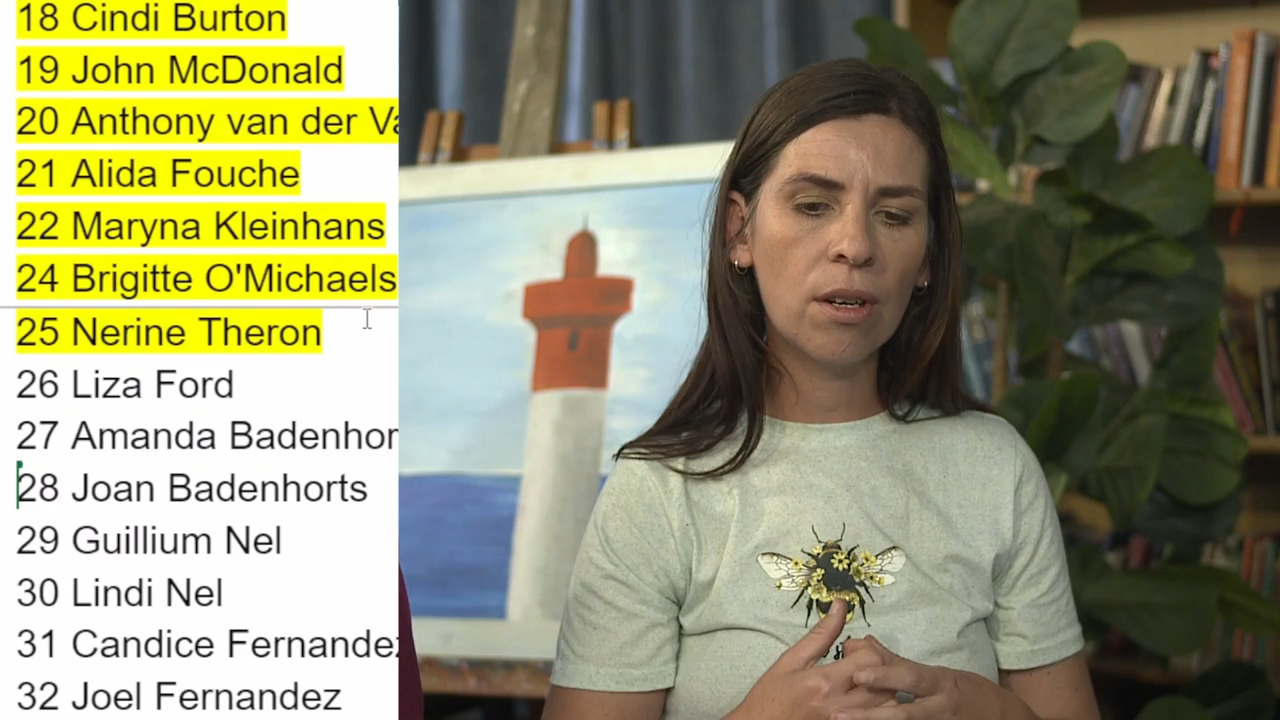 18 Cindi Burton
19 John McDonald
20 Anthony van der
21 Alida Fouche
22 Maryna Kleinhans
24 Brigitte O'Michaels
25 Nerine Theron
26 Liza Ford
27 Amanda
28 Joan Badenhorts
29 Guillium Nel
30 Lindi Nel
31 Candice
32 Joel Fernandez